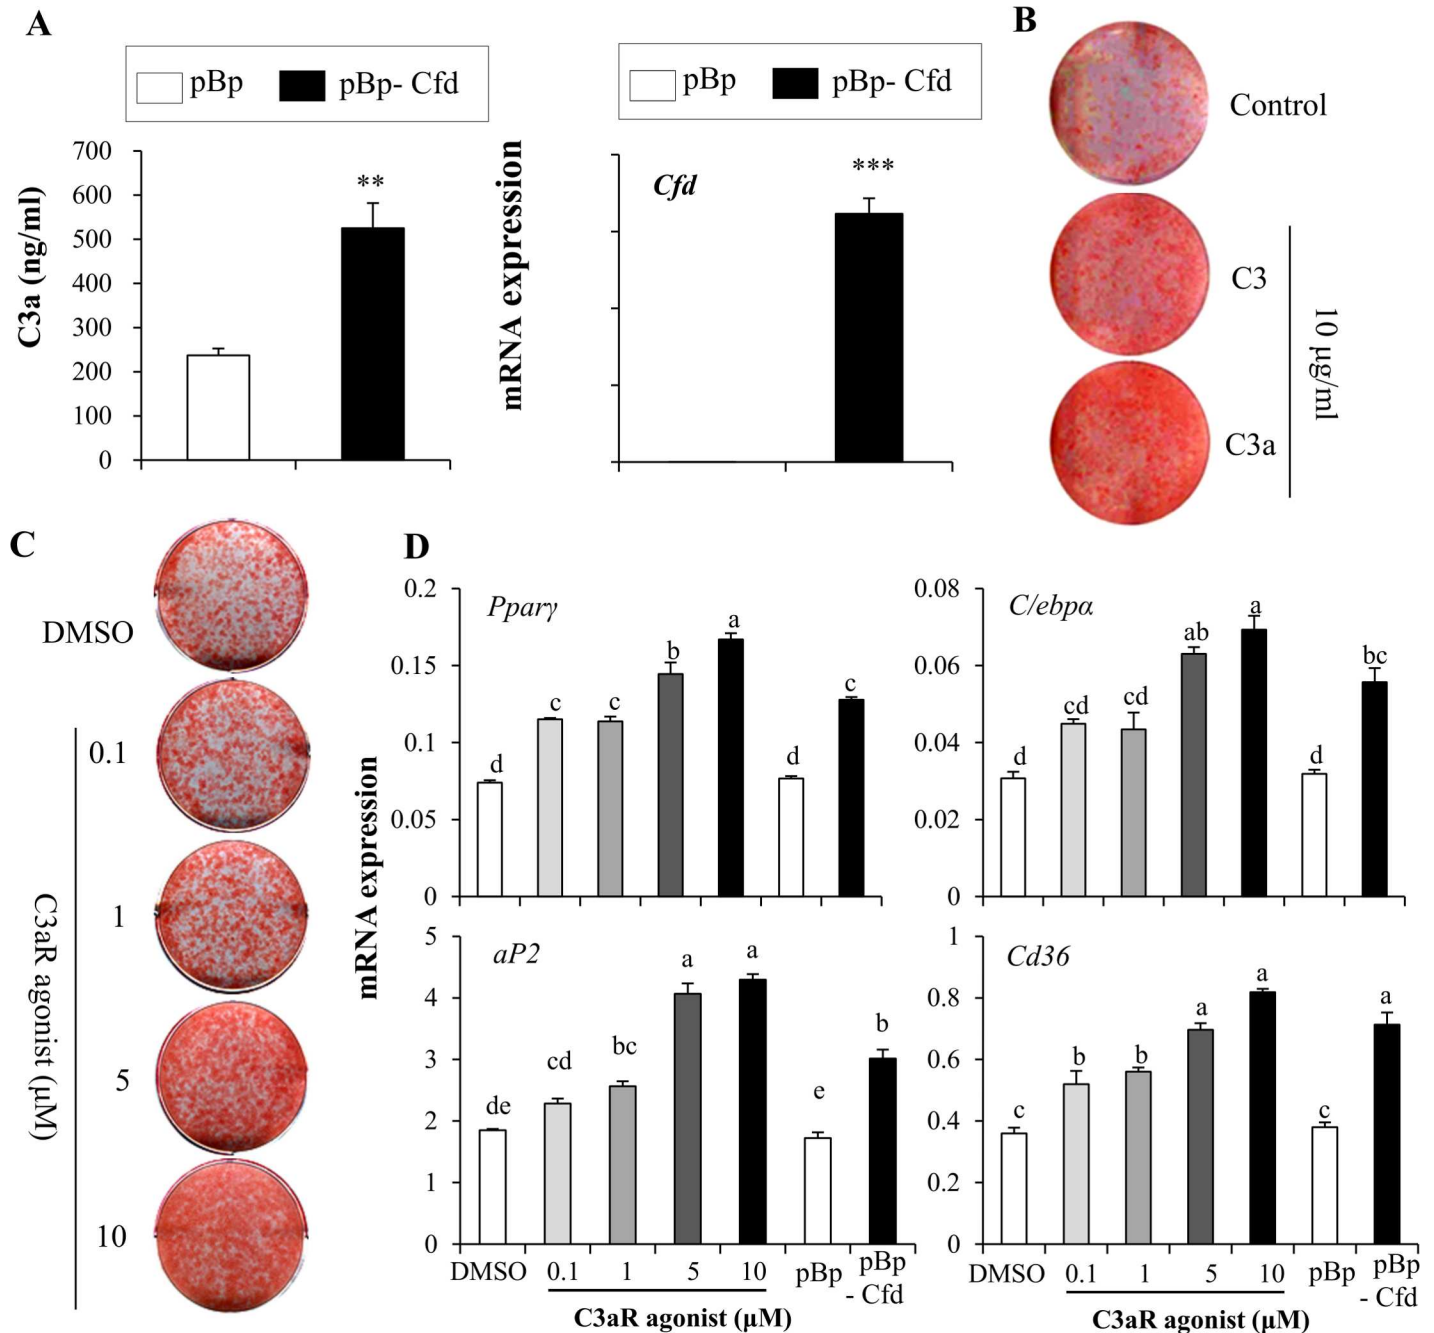 A
pBp
pBp- Cfd
C3a (ng/ml)
700
600
500
400
300
200
100
0
**
pBp
pBp- Cfd
mRNA expression
Cfd
***
B
Control
C3
C3a
10 μg/ml
C
DMSO
0.1
1
5
10
C3aR agonist (μM)
D
mRNA expression
Pparγ
0.2
0.15
0.1
0.05
0
d
c
c
b
a
d
c
C/ebpα
0.08
0.06
0.04
0.02
0
d
cd
cd
ab
a
d
bc
aP2
5
4
3
2
1
0
de
cd
bc
a
a
e
b
DMSO
0.1
1
5
10
pBp
pBp
- Cfd
C3aR agonist (μM)
Cd36
1
0.8
0.6
0.4
0.2
0
c
b
b
a
a
c
a
DMSO
0.1
1
5
10
pBp
pBp
- Cfd
C3aR agonist (μM)